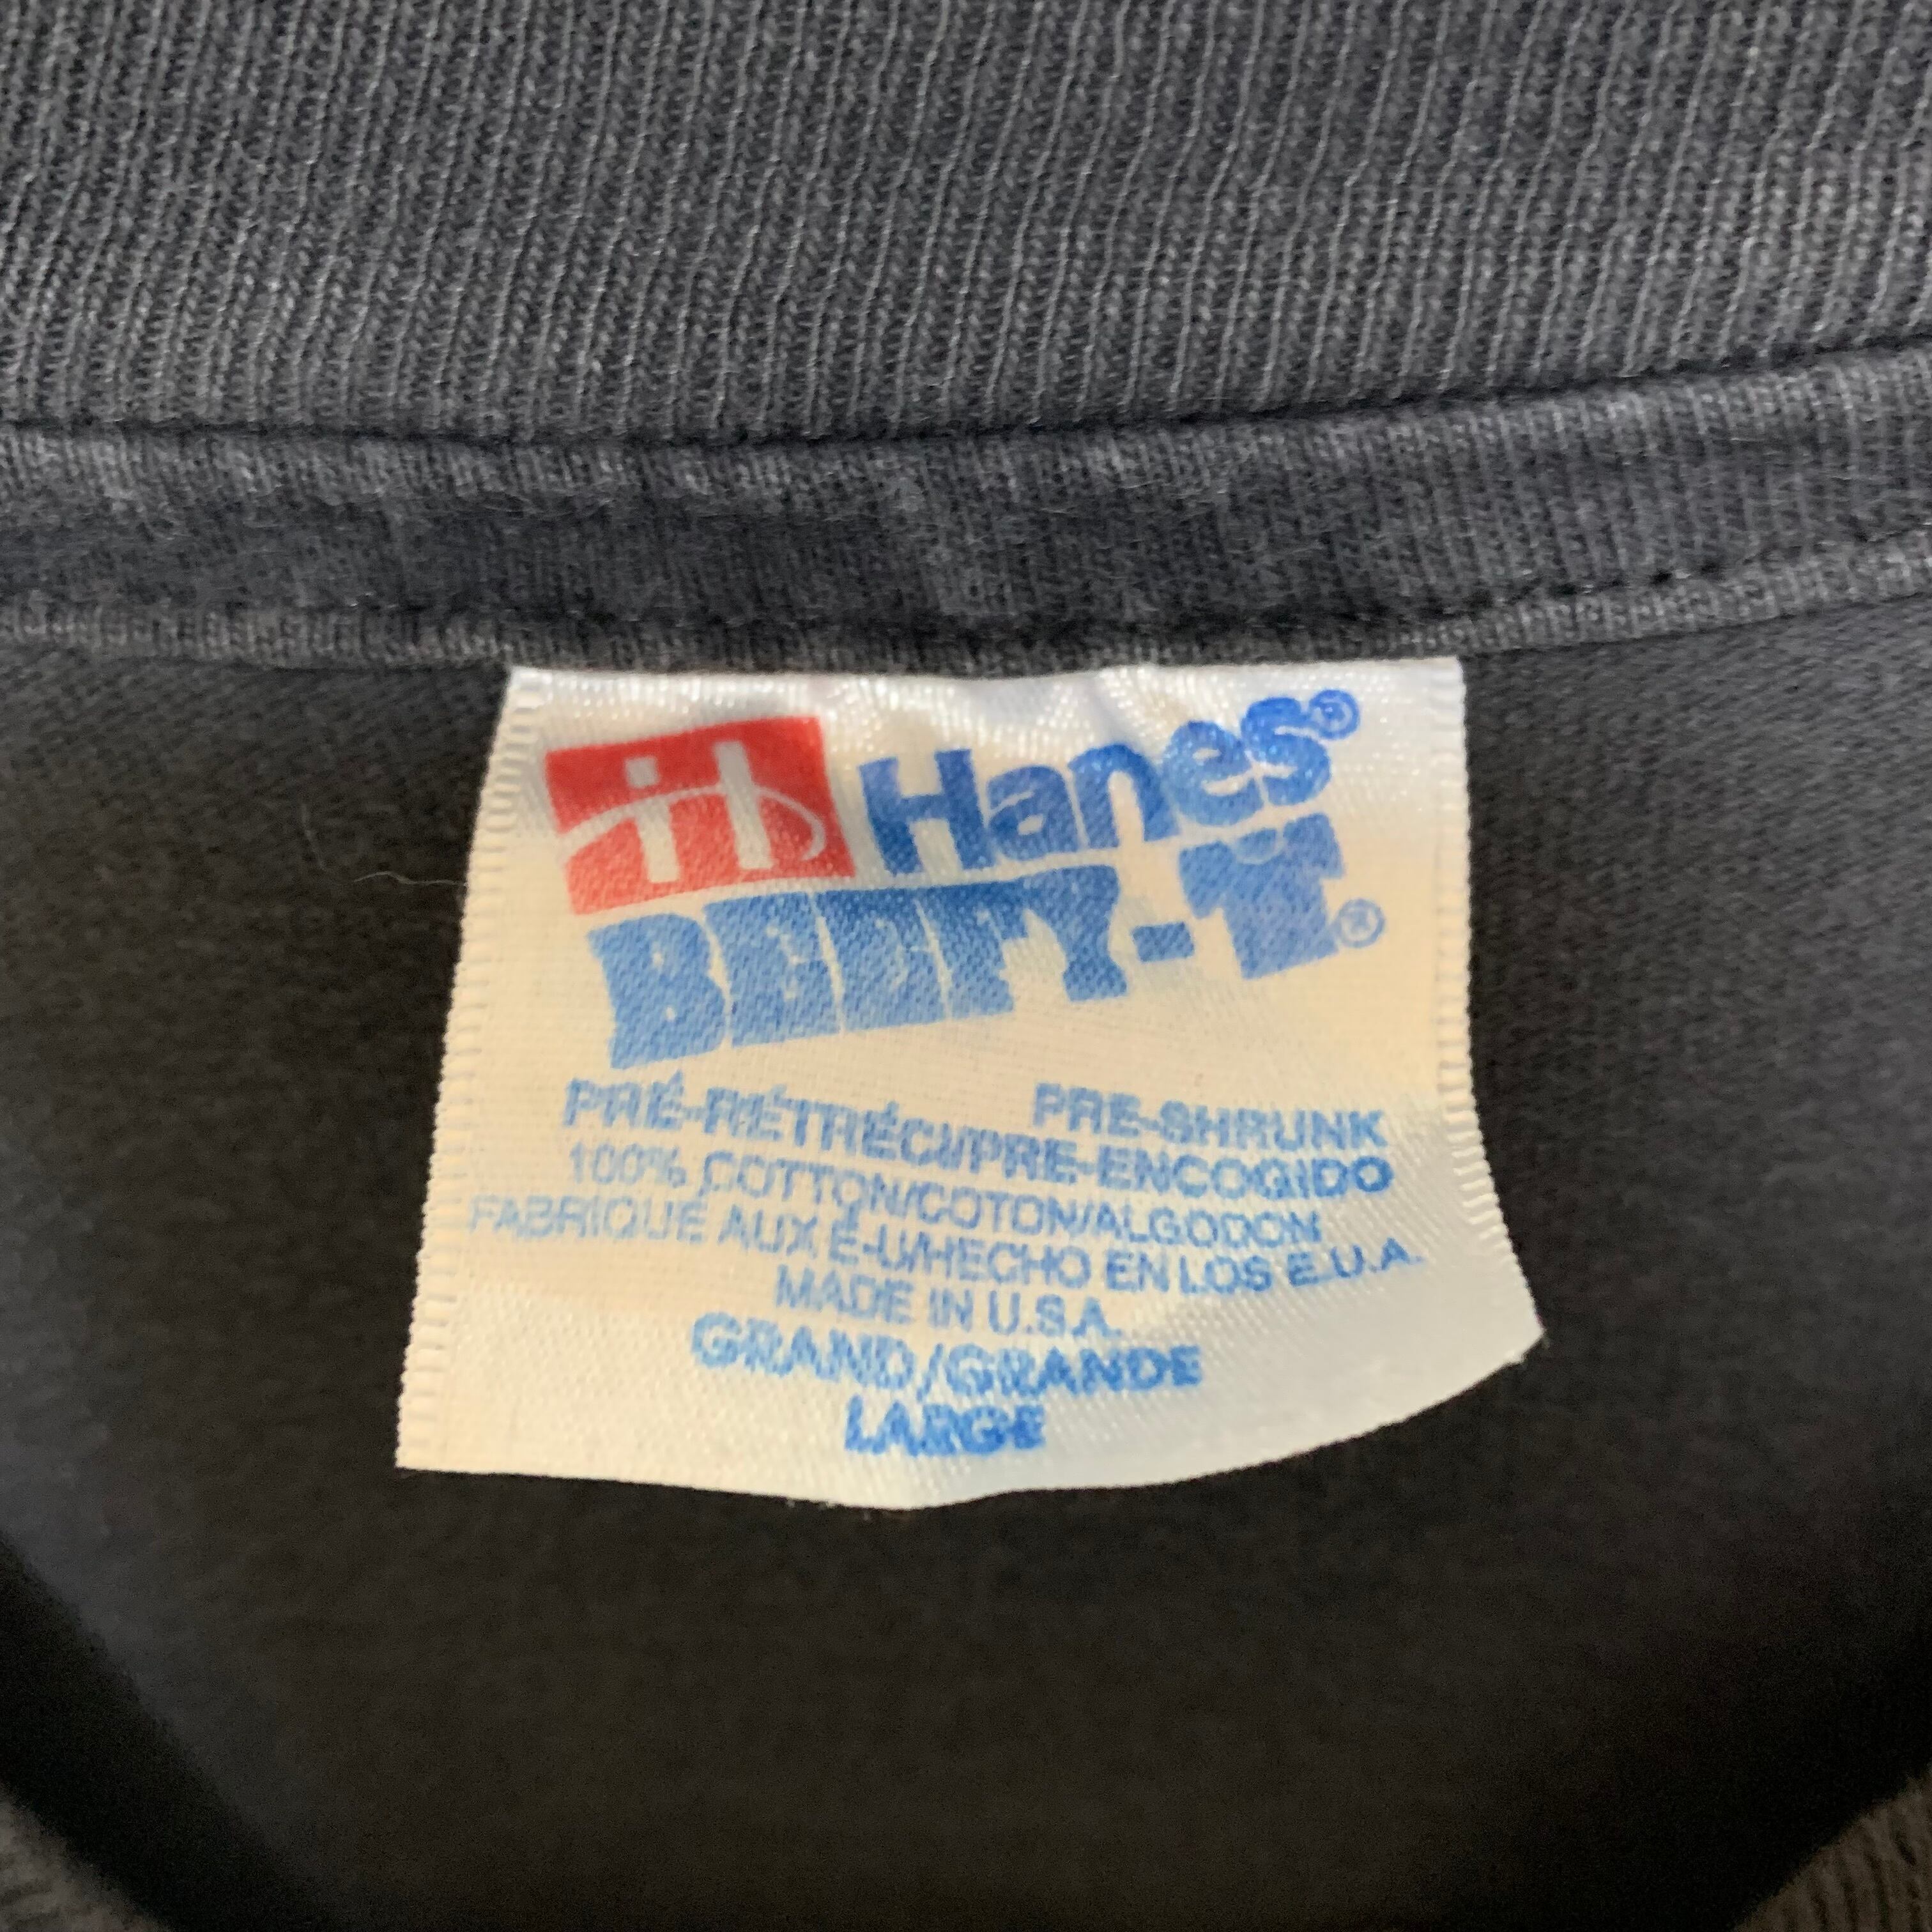 Hanes®
BEEFY-T.®
PRE-SHRUNK
PRÉ-RÉTRÉCI/PRE-ENCOGIDO
100% COTTON/COTON/ALGODON
FABRIQUÉ AUX É-U/HECHO EN LOS E.U.A.
MADE IN U.S.A.
GRAND/GRANDE
LARGE